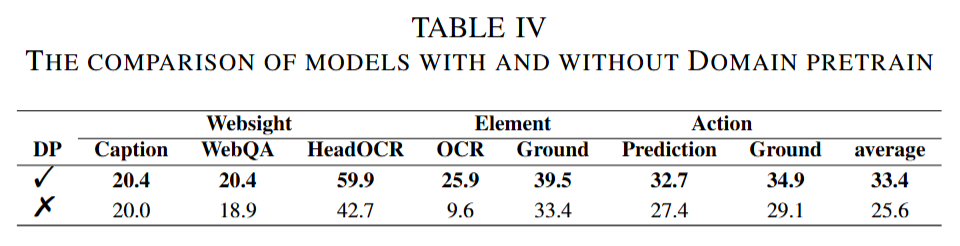 TABLE IV
THE COMPARISON OF MODELS WITH AND WITHOUT DOMAIN PRETRAIN
Websight Element Action
DP Caption WebQA HeadOCR OCR Ground Prediction Ground average
✓ 20.4 20.4 59.9 25.9 39.5 32.7 34.9 33.4
✗ 20.0 18.9 42.7 9.6 33.4 27.4 29.1 25.6